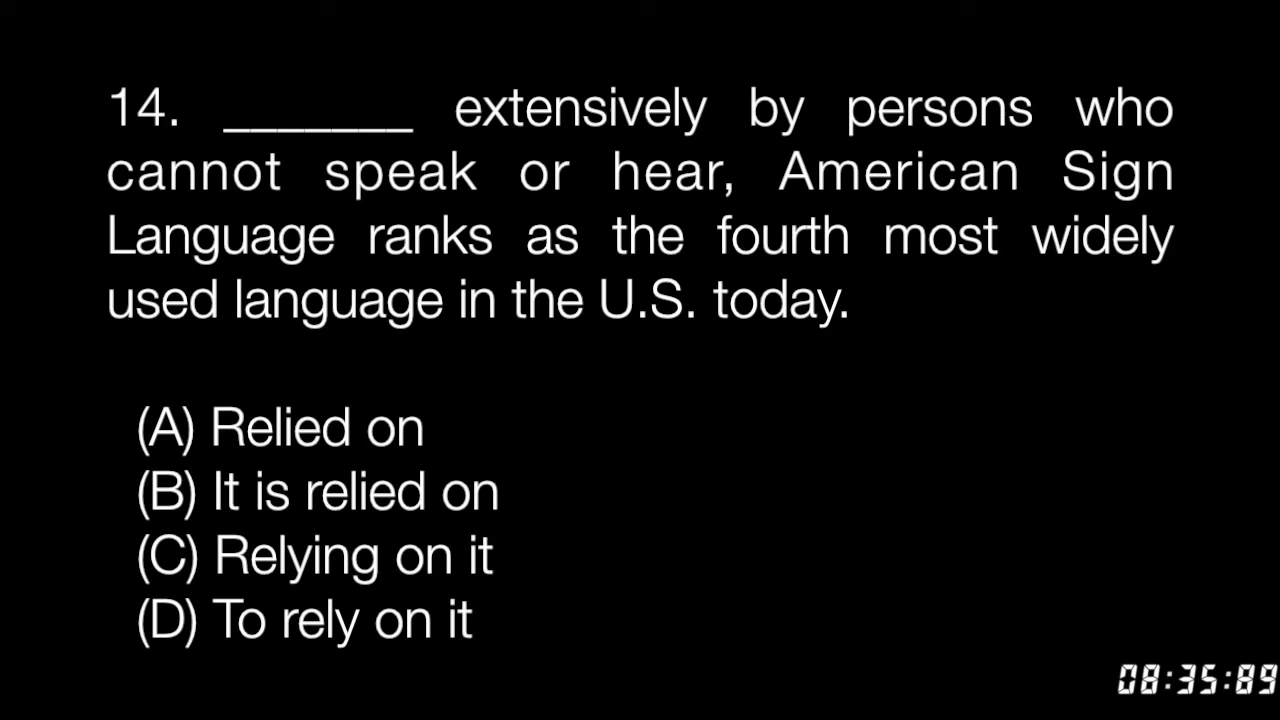 14. _______ extensively by persons who
cannot speak or hear, American Sign
Language ranks as the fourth most widely
used language in the U.S. today.
(A) Relied on
(B) It is relied on
(C) Relying on it
(D) To rely on it
08:35:89